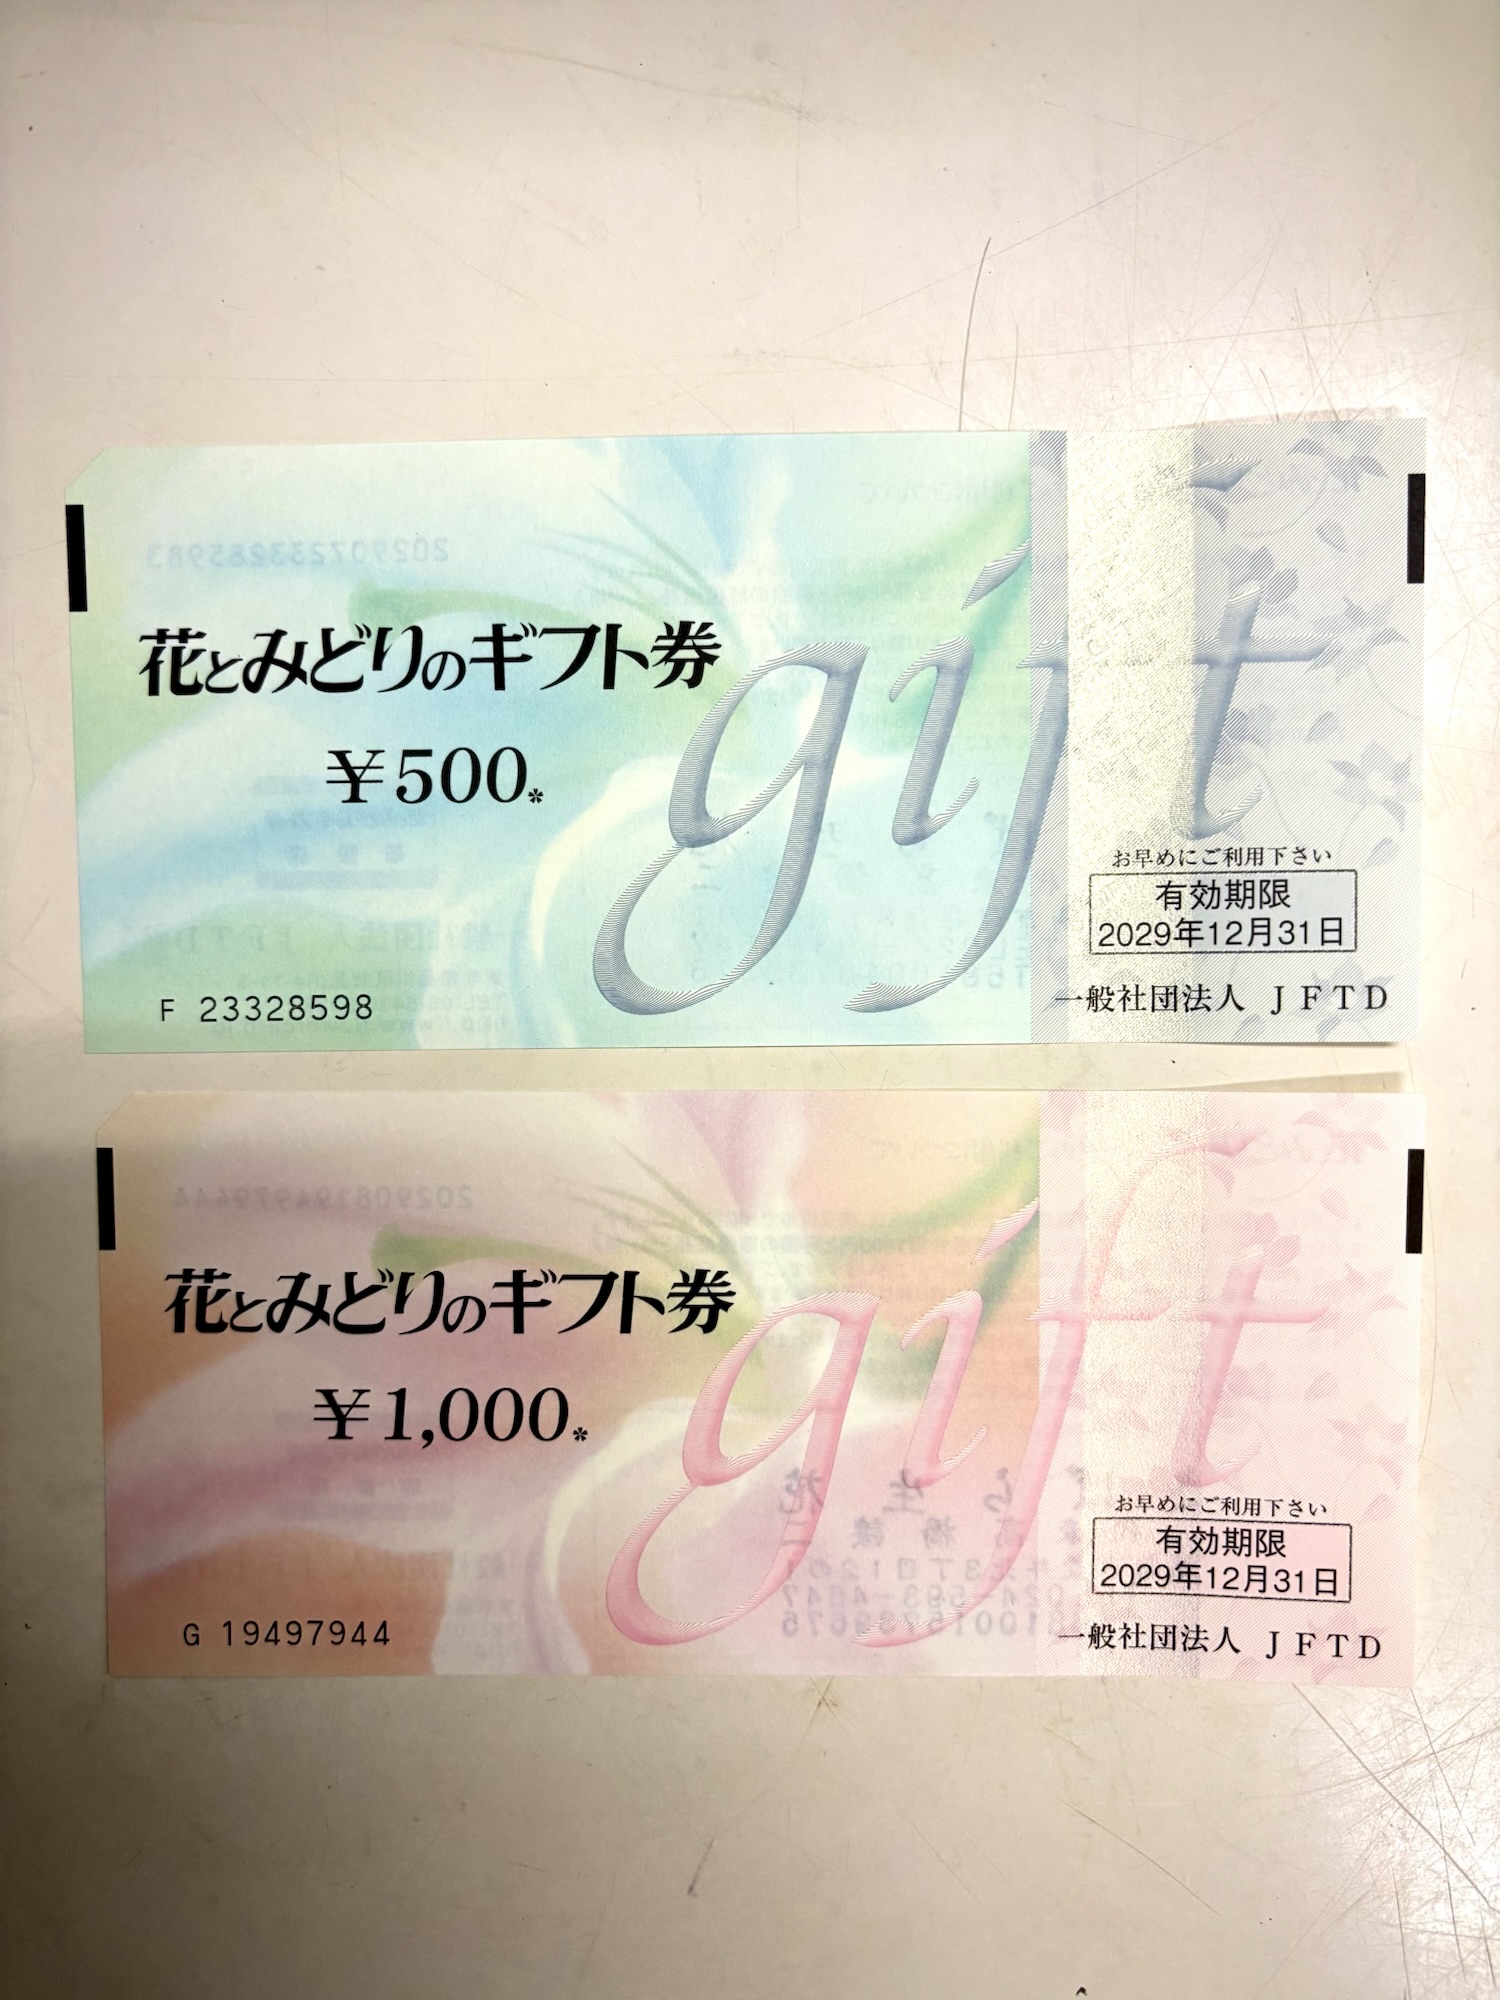 花とみどりのギフト券
¥500*
gift
お早めにご利用下さい
有効期限
2029年12月31日
F 23328598
一般社団法人 JFTD
花とみどりのギフト券
¥1,000*
gift
お早めにご利用下さい
有効期限
2029年12月31日
G 19497944
一般社団法人 JFTD